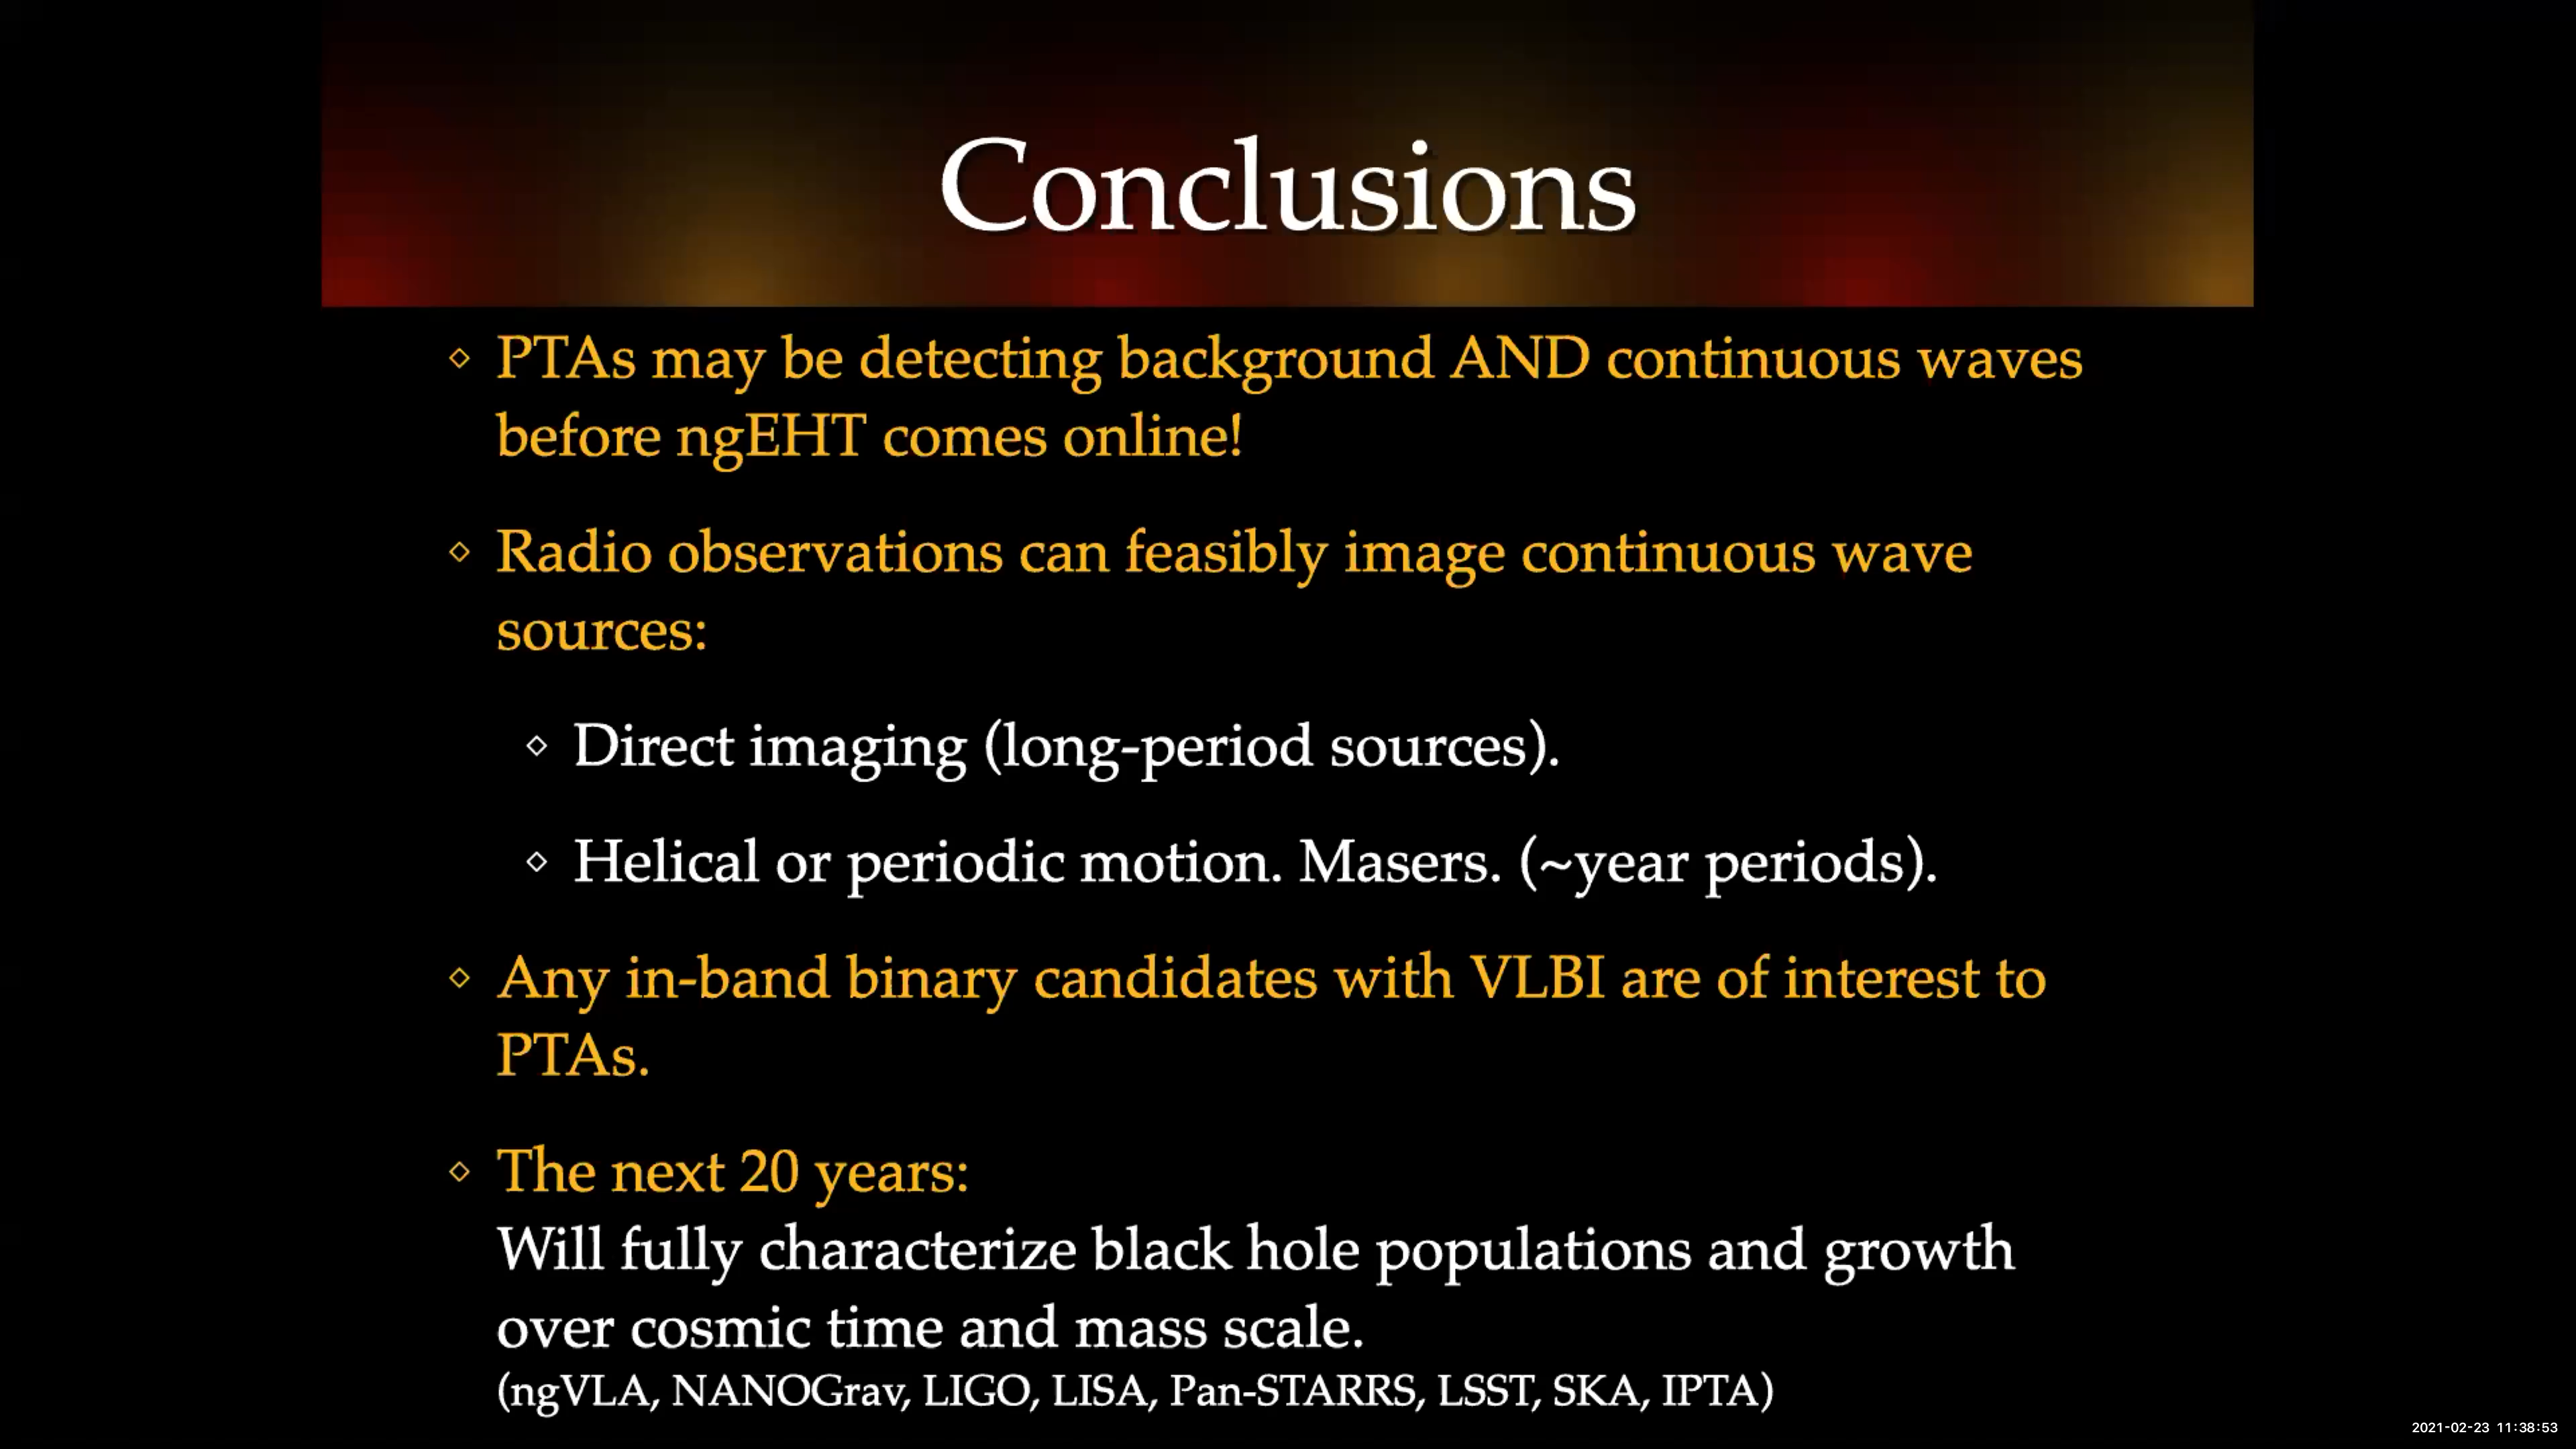 Conclusions
⋄ PTAs may be detecting background AND continuous waves
before ngEHT comes online!
⋄ Radio observations can feasibly image continuous wave
sources:
⋄ Direct imaging (long-period sources).
⋄ Helical or periodic motion. Masers. (~year periods).
⋄ Any in-band binary candidates with VLBI are of interest to
PTAs.
⋄ The next 20 years:
Will fully characterize black hole populations and growth
over cosmic time and mass scale.
(ngVLA, NANOGrav, LIGO, LISA, Pan-STARRS, LSST, SKA, IPTA)
2021-02-23 11:38:53